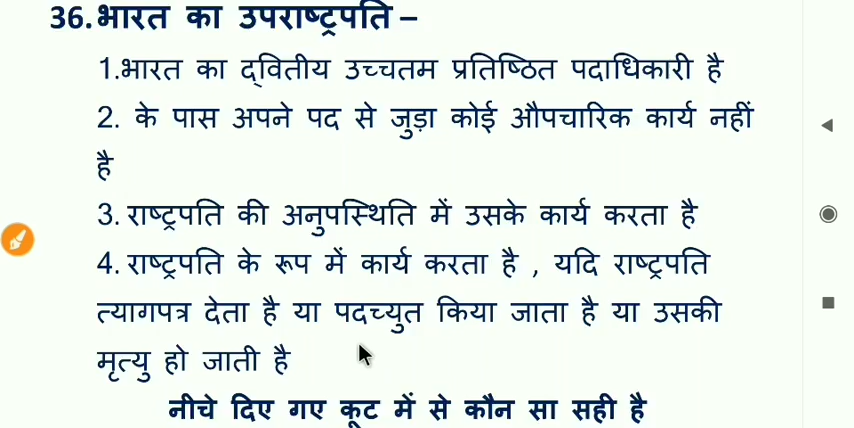 36.भारत का उपराष्ट्रपति –
1.भारत का द्वितीय उच्चतम प्रतिष्ठित पदाधिकारी है
2. के पास अपने पद से जुड़ा कोई औपचारिक कार्य नहीं
है
3. राष्ट्रपति की अनुपस्थिति में उसके कार्य करता है
4. राष्ट्रपति के रूप में कार्य करता है , यदि राष्ट्रपति
त्यागपत्र देता है या पदच्युत किया जाता है या उसकी
मृत्यु हो जाती है
नीचे दिए गए कूट में से कौन सा सही है